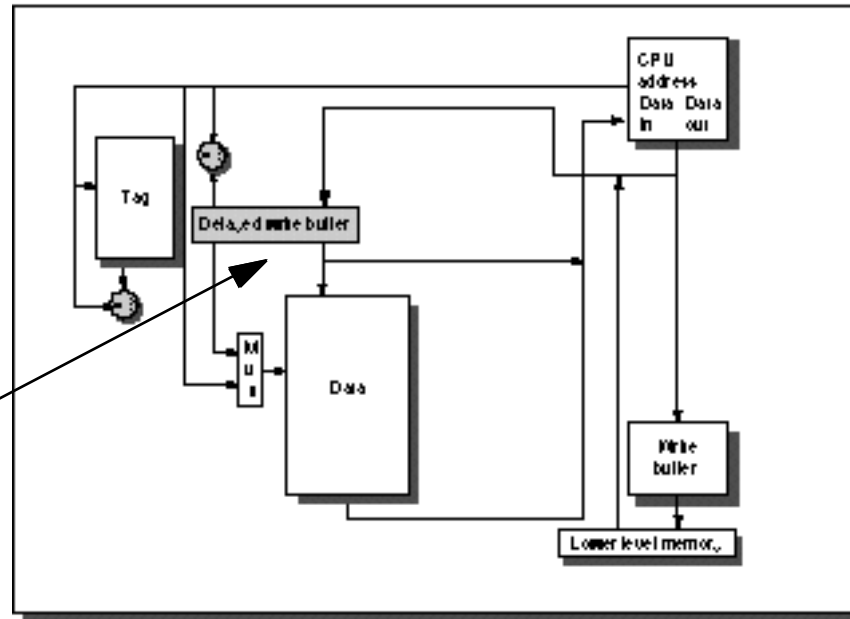 CPU
address
Data Data
in out
Tag
Delayed write buffer
M
u
x
Data
Write
buffer
Lower level memory